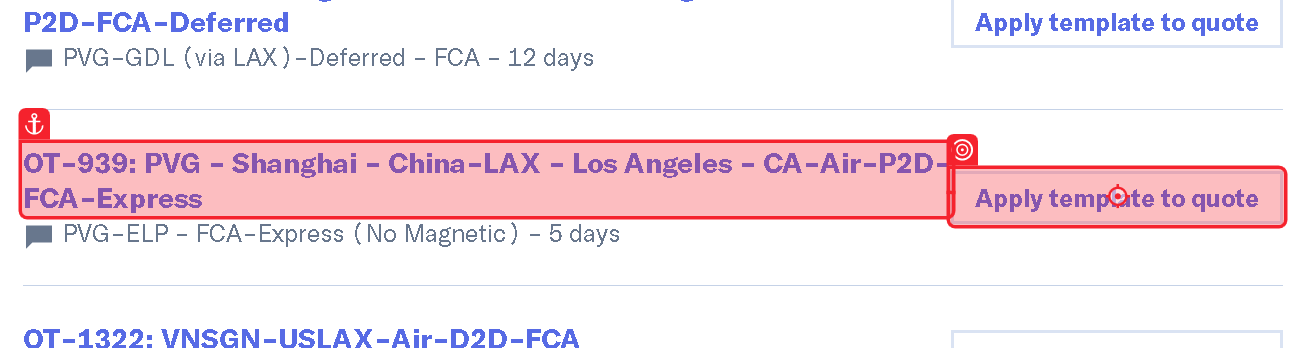 P2D-FCA-Deferred
Apply template to quote
PVG-GDL (via LAX)-Deferred - FCA - 12 days
OT-939: PVG - Shanghai - China-LAX - Los Angeles - CA-Air-P2D-
FCA-Express
Apply template to quote
PVG-ELP - FCA-Express (No Magnetic) - 5 days
OT-1322: VNSGN-USLAX-Air-D2D-FCA